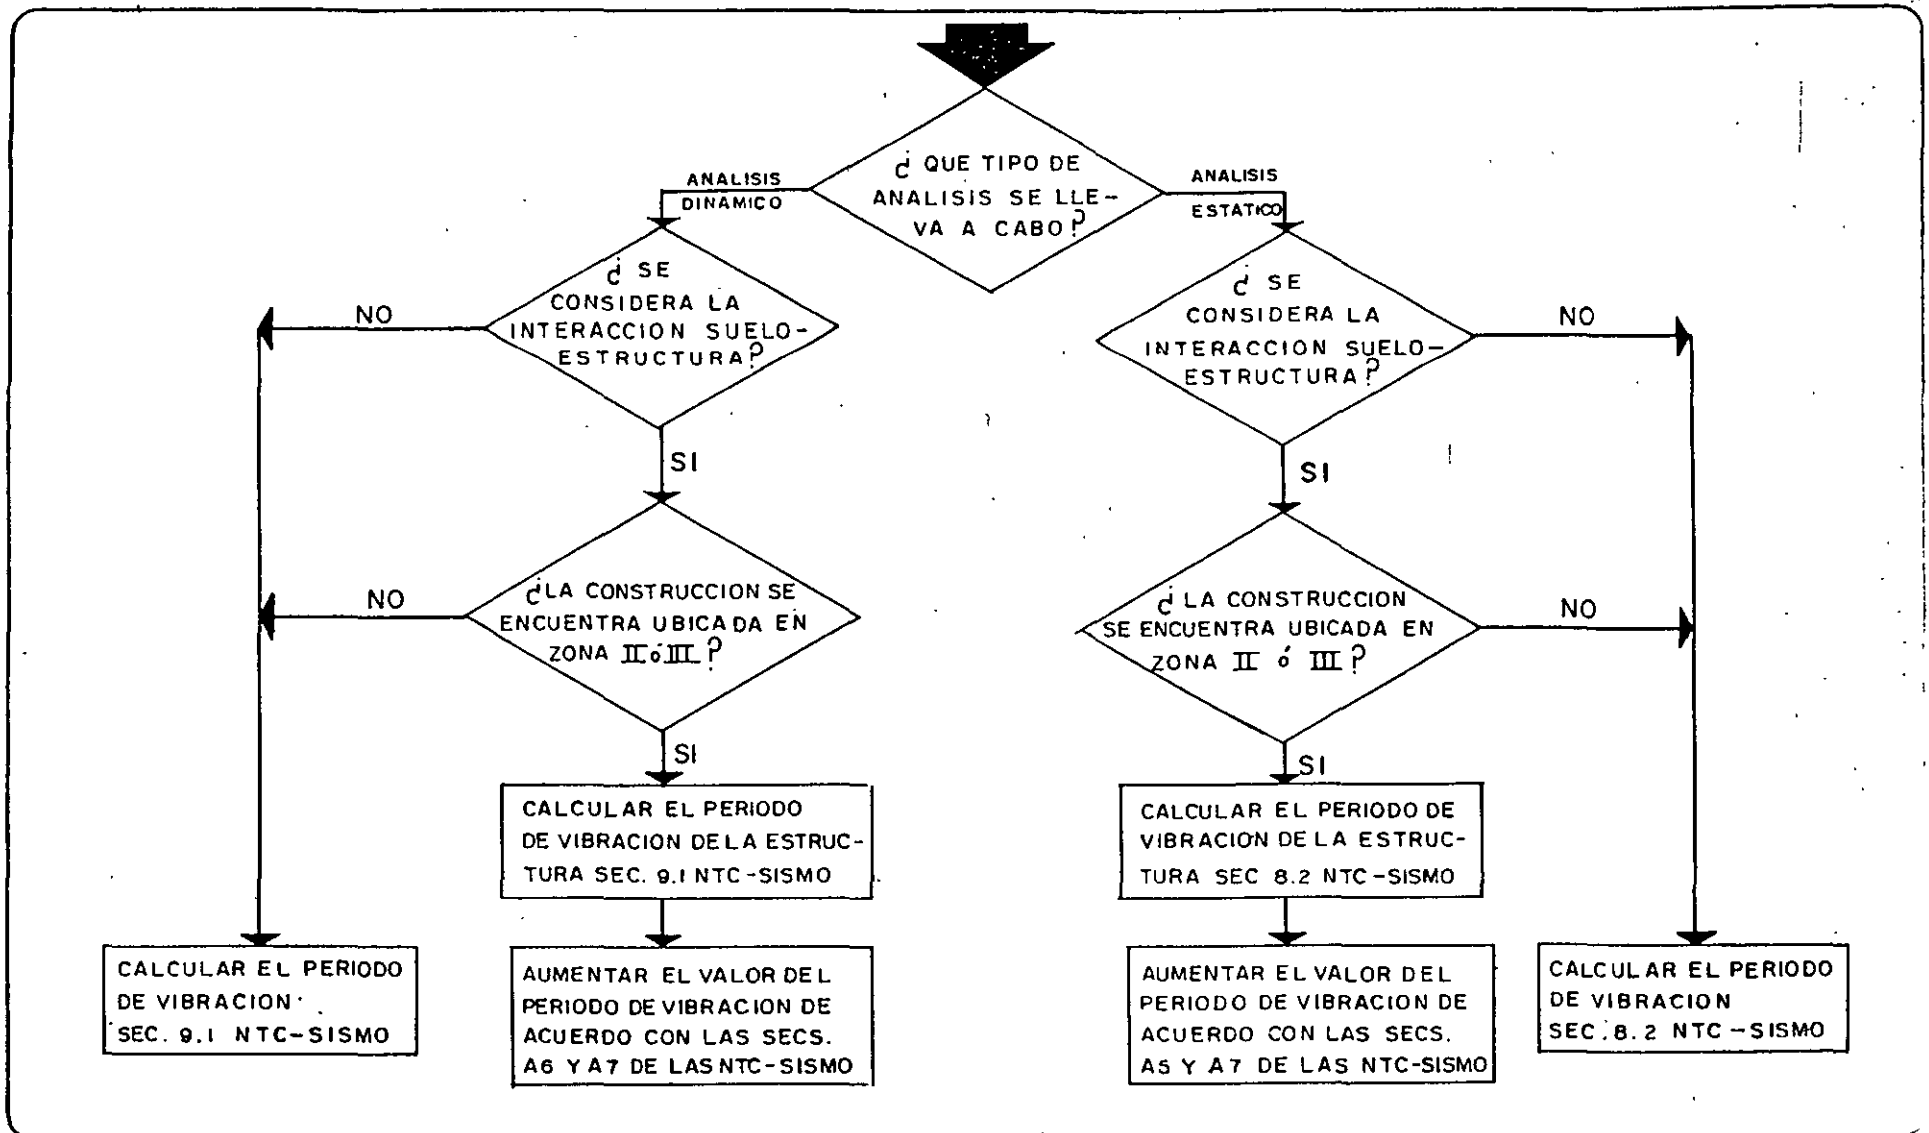 ¿ QUE TIPO DE
ANALISIS SE LLE-
VA A CABO?
ANALISIS
DINAMICO
ANALISIS
ESTATICO
¿ SE
CONSIDERA LA
INTERACCION SUELO-
ESTRUCTURA?
NO
SI
¿ SE
CONSIDERA LA
INTERACCION SUELO-
ESTRUCTURA?
NO
SI
¿LA CONSTRUCCION SE
ENCUENTRA UBICADA EN
ZONA II ó III?
NO
SI
¿ LA CONSTRUCCION
SE ENCUENTRA UBICADA EN
ZONA II ó III?
NO
SI
CALCULAR EL PERIODO
DE VIBRACION DE LA ESTRUC-
TURA SEC. 9.1 NTC-SISMO
CALCULAR EL PERIODO DE
VIBRACION DE LA ESTRUC-
TURA SEC 8.2 NTC-SISMO
CALCULAR EL PERIODO
DE VIBRACION
SEC. 9.1 NTC-SISMO
AUMENTAR EL VALOR DEL
PERIODO DE VIBRACION DE
ACUERDO CON LAS SECS.
A6 Y A7 DE LAS NTC-SISMO
AUMENTAR EL VALOR DEL
PERIODO DE VIBRACION DE
ACUERDO CON LAS SECS.
A5 Y A7 DE LAS NTC-SISMO
CALCULAR EL PERIODO
DE VIBRACION
SEC. 8.2 NTC-SISMO